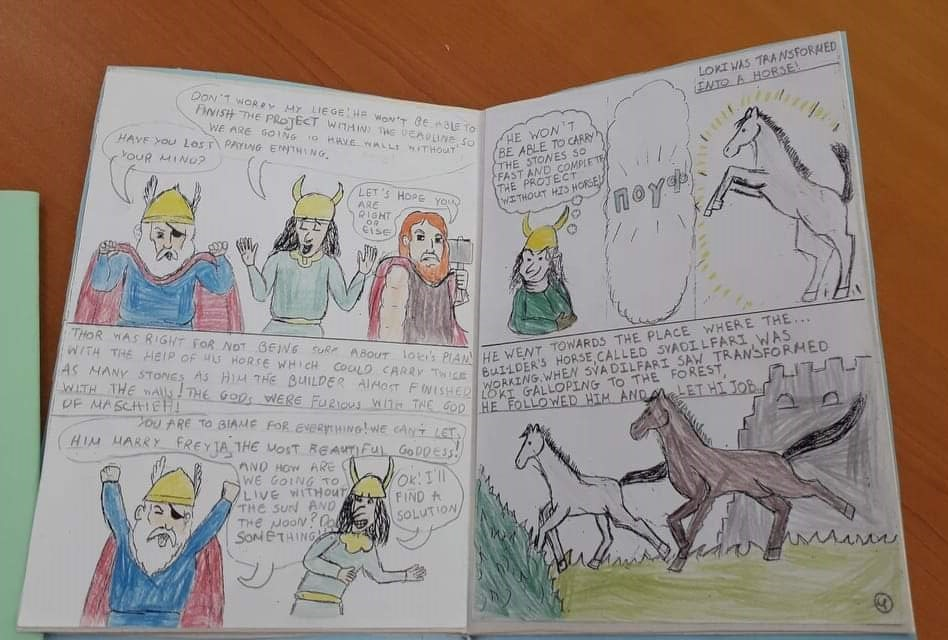 HAVE YOU LOST
YOUR MIND?
DON'T WORRY MY LIEGE! HE WON'T BE ABLE TO
FINISH THE PROJECT WITHIN THE DEADLINE, SO
WE ARE GOING TO HAVE WALLS WITHOUT
PAYING ENYTHING.
LET'S HOPE YOU
ARE
RIGHT
OR
ELSE
THOR WAS RIGHT FOR NOT BEING SURE ABOUT LOKI'S PLAN.
WITH THE HELP OF HIS HORSE WHICH COULD CARRY TWICE
AS MANY STONES AS HIM THE BUILDER ALMOST FINISHED
WITH THE WALLS! THE GODS WERE FURIOUS WITH THE GOD
OF MASCHIEH!
YOU ARE TO BLAME FOR EVERYTHING! WE CAN'T LET
HIM MARRY FREYJA, THE MOST BEAUTIFUL GODDESS!
AND HOW ARE
WE GOING TO
LIVE WITHOUT
THE SUN AND
THE MOON? DO
SOMETHING!
OK! I'll
FIND A
SOLUTION
HE WON'T
BE ABLE TO CARRY
THE STONES SO
FAST AND COMPLETE
THE PROJECT
WITHOUT HIS HORSE!
ΠΟΥΦ
LOKI WAS TRANSFORMED
INTO A HORSE!
HE WENT TOWARDS THE PLACE WHERE THE...
BUILDER'S HORSE, CALLED SVADILFARI, WAS
WORKING. WHEN SVADILFARI SAW TRANSFORMED
LOKI GALLOPING TO THE FOREST,
HE FOLLOWED HIM AND LET HI JOB
4